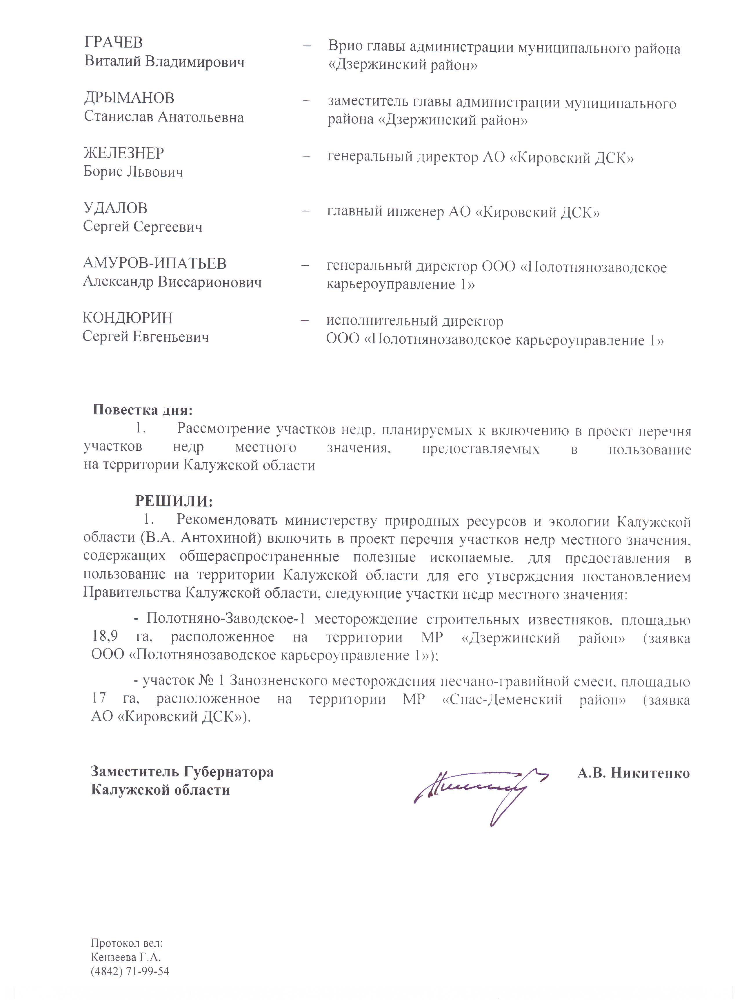 ГРАЧЕВ – Врио главы администрации муниципального района
Виталий Владимирович «Дзержинский район»
ДРЫМАНОВ – заместитель главы администрации муниципального
Станислав Анатольевна района «Дзержинский район»
ЖЕЛЕЗНЕР – генеральный директор АО «Кировский ДСК»
Борис Львович
УДАЛОВ – главный инженер АО «Кировский ДСК»
Сергей Сергеевич
АМУРОВ-ИПАТЬЕВ – генеральный директор ООО «Полотнянозаводское
Александр Виссарионович карьероуправление 1»
КОНДЮРИН – исполнительный директор
Сергей Евгеньевич ООО «Полотнянозаводское карьероуправление 1»
Повестка дня:
1. Рассмотрение участков недр, планируемых к включению в проект перечня
участков недр местного значения, предоставляемых в пользование
на территории Калужской области
РЕШИЛИ:
1. Рекомендовать министерству природных ресурсов и экологии Калужской
области (В.А. Антохиной) включить в проект перечня участков недр местного значения,
содержащих общераспространенные полезные ископаемые, для предоставления в
пользование на территории Калужской области для его утверждения постановлением
Правительства Калужской области, следующие участки недр местного значения:
- Полотняно-Заводское-1 месторождение строительных известняков, площадью
18,9 га, расположенное на территории МР «Дзержинский район» (заявка
ООО «Полотнянозаводское карьероуправление 1»);
- участок № 1 Занозненского месторождения песчано-гравийной смеси, площадью
17 га, расположенное на территории МР «Спас-Деменский район» (заявка
АО «Кировский ДСК»).
Заместитель Губернатора А.В. Никитенко
Калужской области
Протокол вел:
Кензеева Г.А.
(4842) 71-99-54